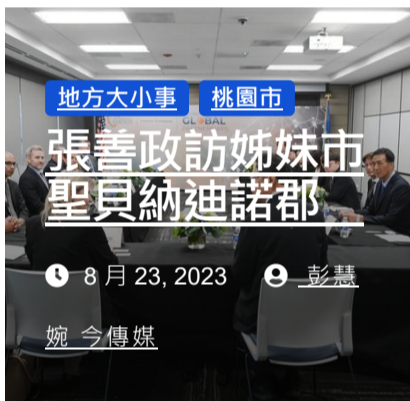 地方大小事 桃園市
GLOBAL
張善政訪姊妹市
聖貝納迪諾郡
8 月 23, 2023 彭慧
婉 今傳媒